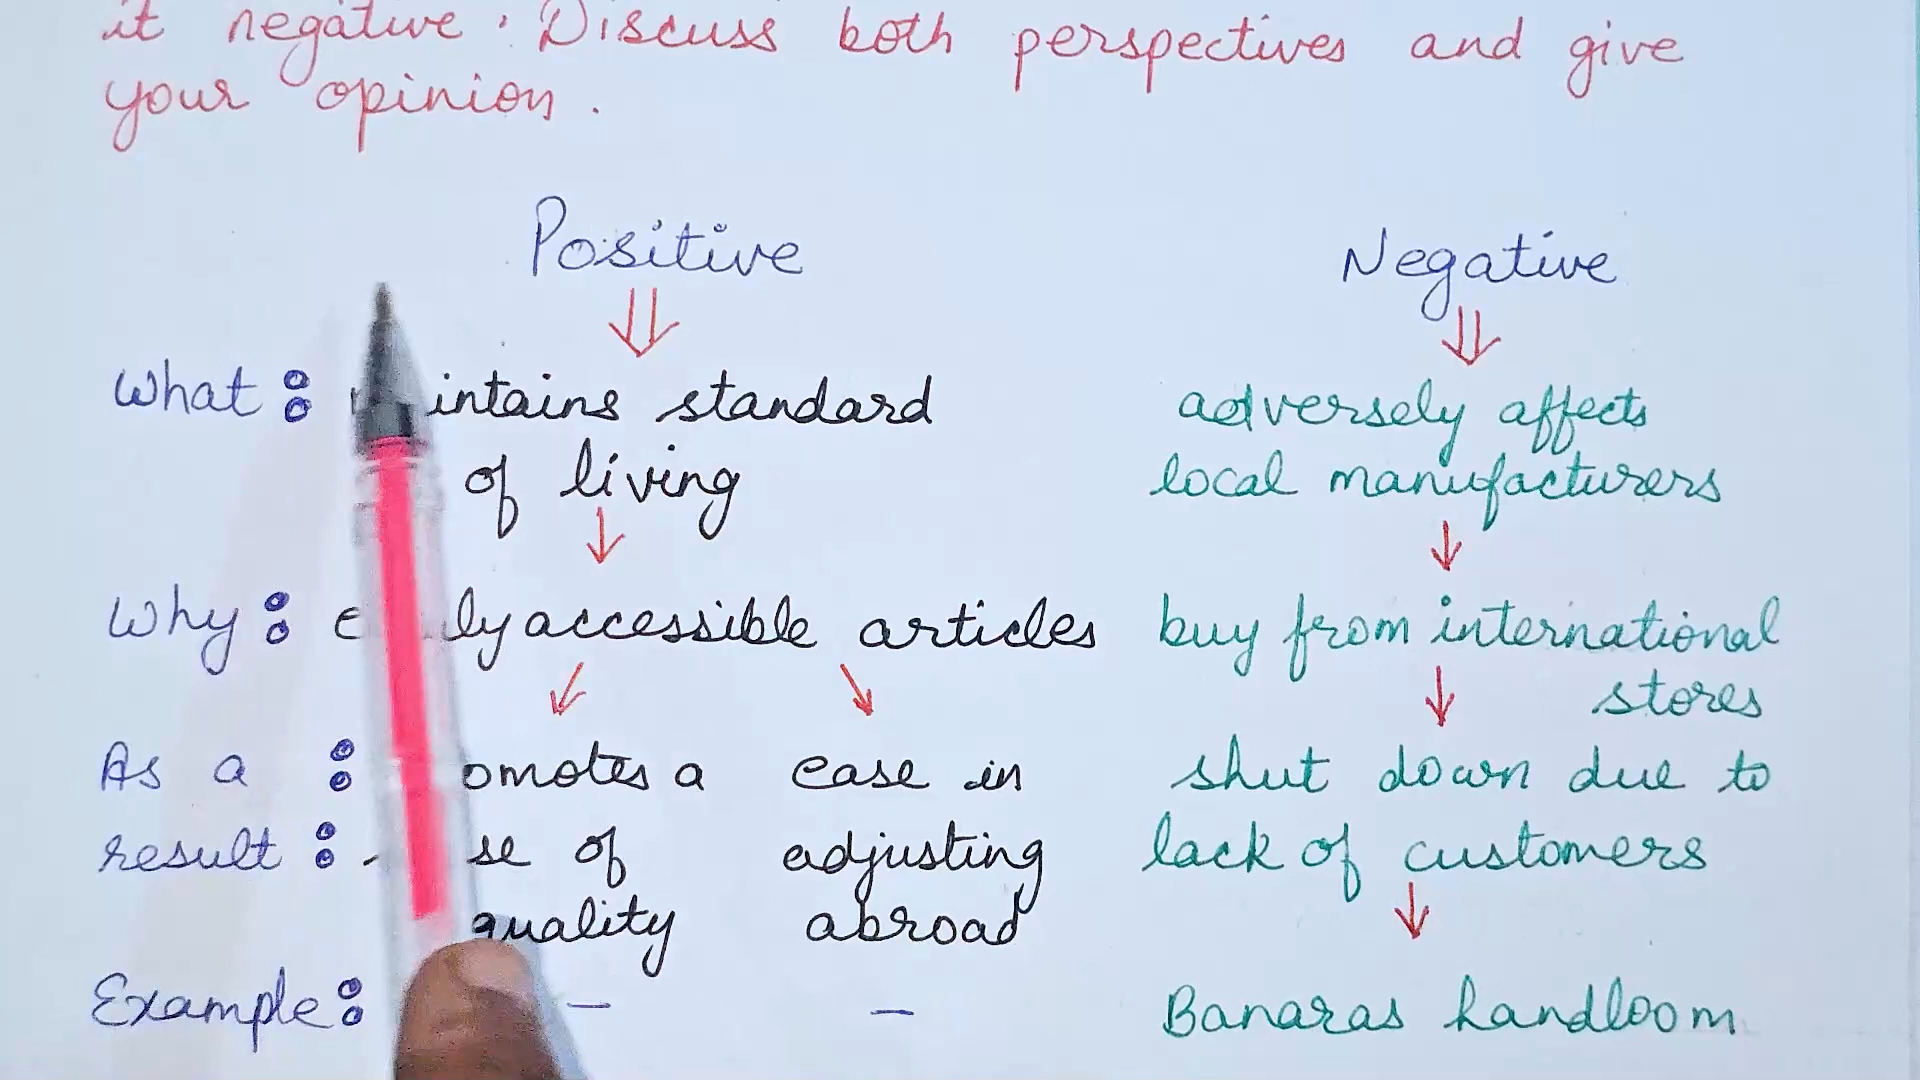 it negative. Discuss both perspectives and give
your opinion.
Positive Negative
What: intains standard adversely affects
of living local manufacturers
Why: accessible articles buy from international
stores
As a : omotes a ease in shut down due to
result: se of adjusting lack of customers
quality abroad
Example: - - Banaras handloom